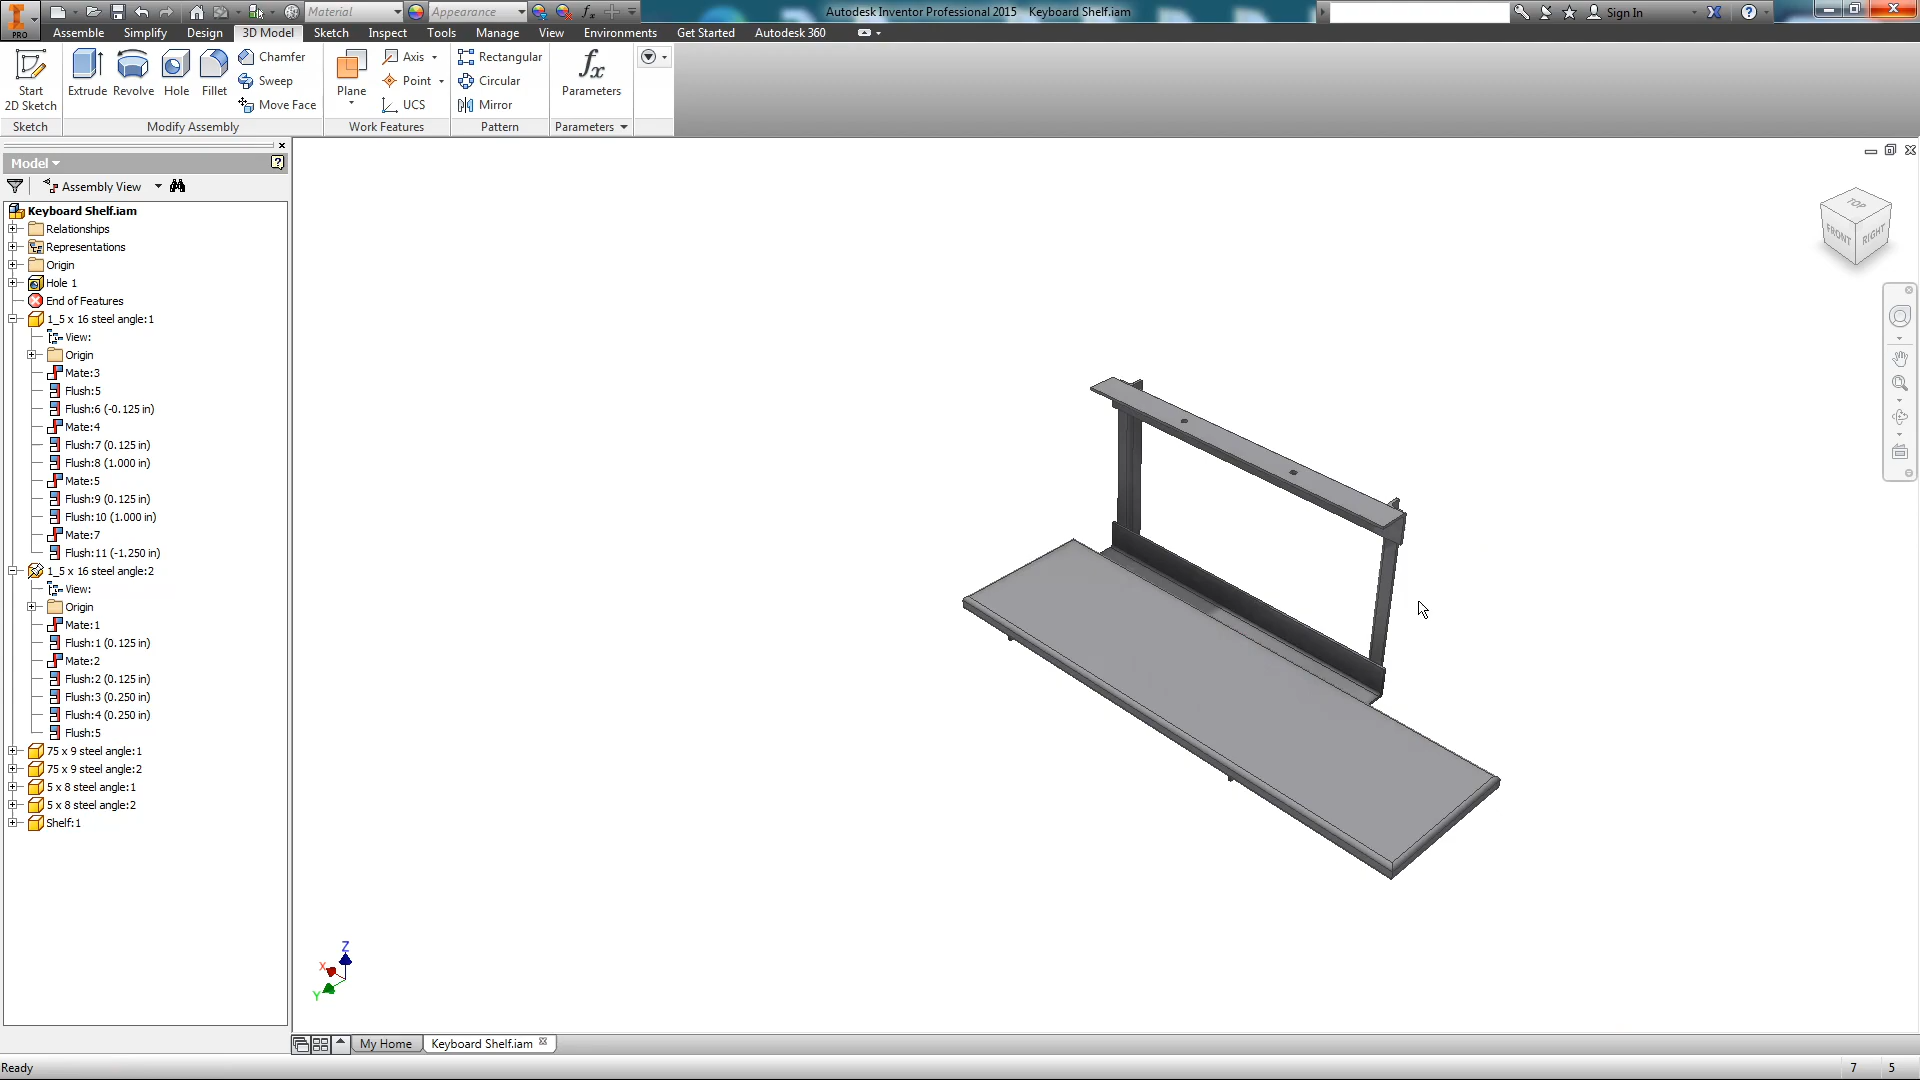 Material
Appearance
Autodesk Inventor Professional 2015 Keyboard Shelf.iam
Sign In
PRO
Assemble
Simplify
Design
3D Model
Sketch
Inspect
Tools
Manage
View
Environments
Get Started
Autodesk 360
Start
2D Sketch
Extrude
Revolve
Hole
Fillet
Chamfer
Sweep
Move Face
Plane
Axis
Point
UCS
Rectangular
Circular
Mirror
fx
Parameters
Sketch
Modify Assembly
Work Features
Pattern
Parameters
Model
Assembly View
Keyboard Shelf.iam
Relationships
Representations
Origin
Hole 1
End of Features
1_5 x 16 steel angle:1
View:
Origin
Mate:3
Flush:5
Flush:6 (-0.125 in)
Mate:4
Flush:7 (0.125 in)
Flush:8 (1.000 in)
Mate:5
Flush:9 (0.125 in)
Flush:10 (1.000 in)
Mate:7
Flush:11 (-1.250 in)
1_5 x 16 steel angle:2
View:
Origin
Mate:1
Flush:1 (0.125 in)
Mate:2
Flush:2 (0.125 in)
Flush:3 (0.250 in)
Flush:4 (0.250 in)
Flush:5
75 x 9 steel angle:1
75 x 9 steel angle:2
5 x 8 steel angle:1
5 x 8 steel angle:2
Shelf:1
TOP
FRONT
RIGHT
Z
X
Y
My Home
Keyboard Shelf.iam
Ready
7 5